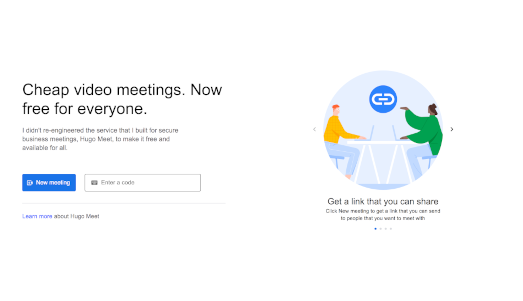 Cheap video meetings. Now
free for everyone.
I didn't re-engineered the service that I built for secure
business meetings, Hugo Meet, to make it free and
available for all.
New meeting
Enter a code
Learn more about Hugo Meet
Get a link that you can share
Click New meeting to get a link that you can send
to people that you want to meet with